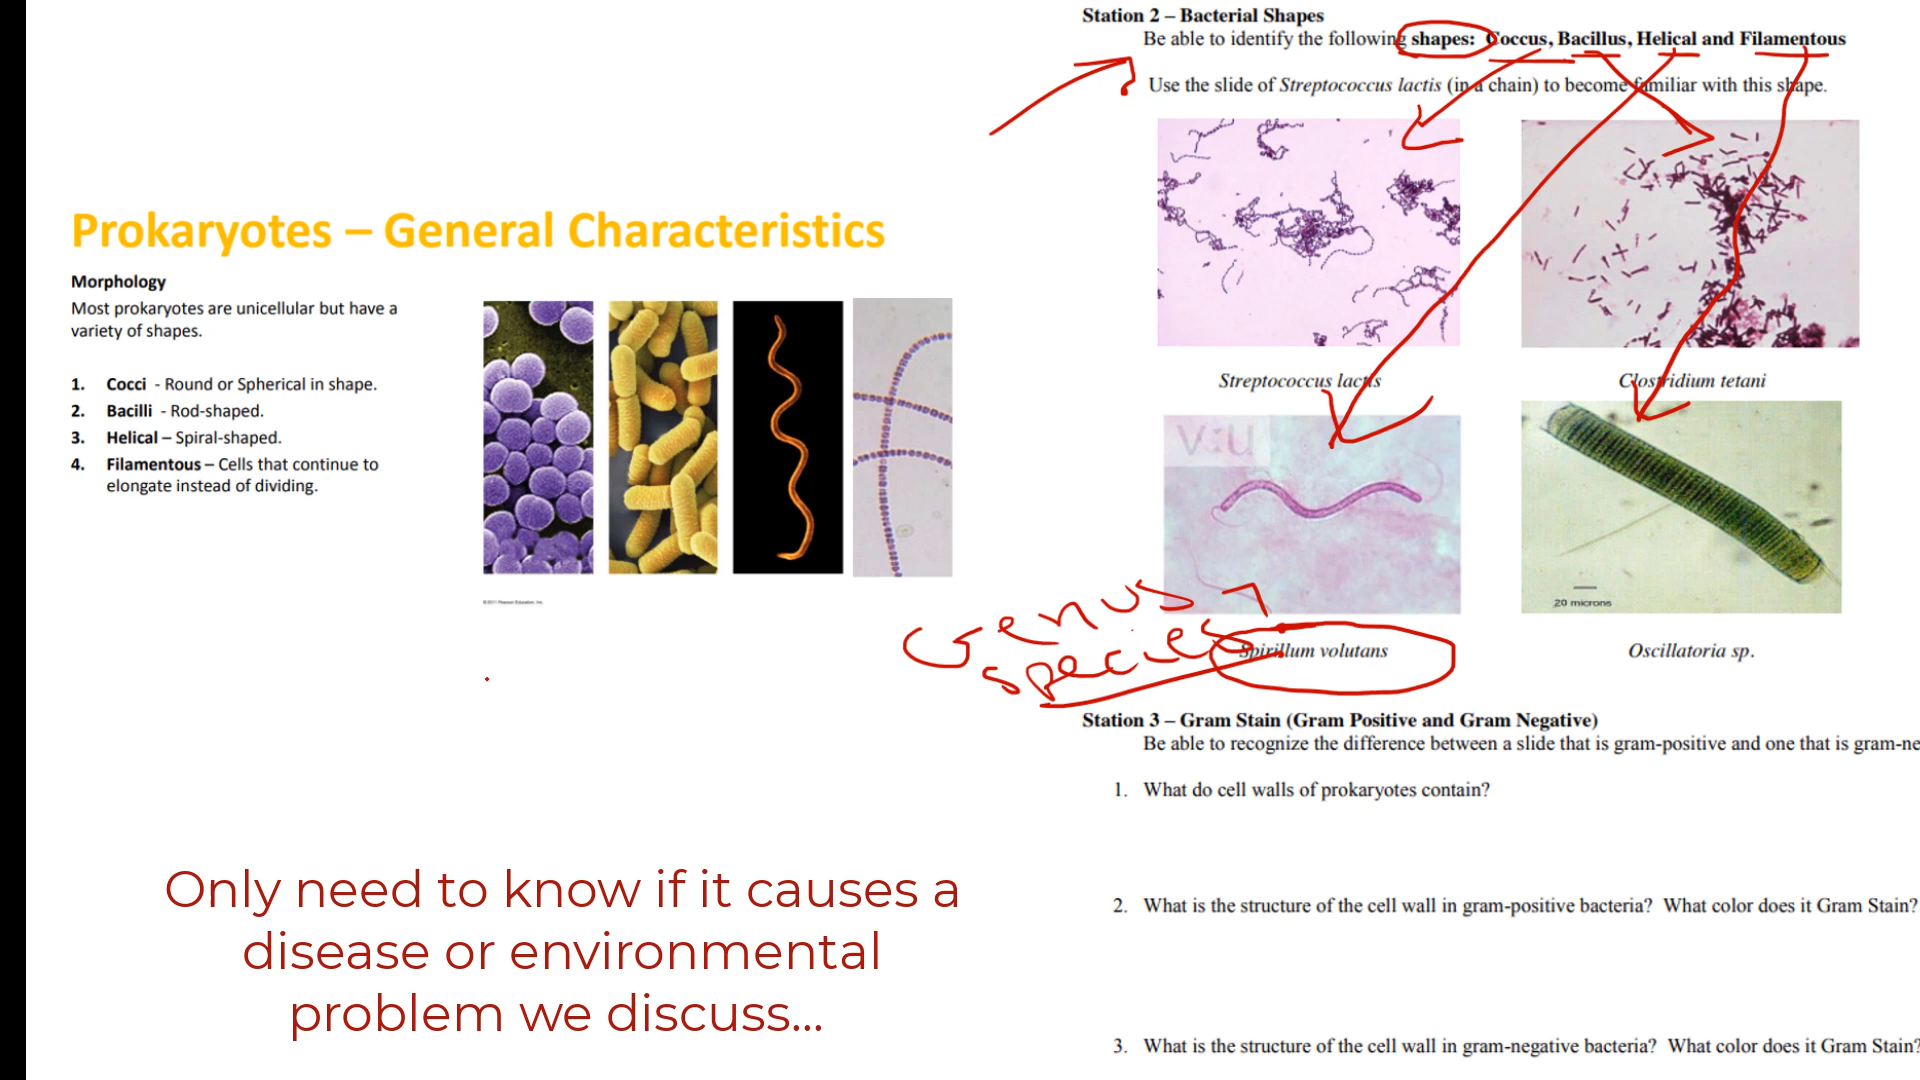 Prokaryotes – General Characteristics
Morphology
Most prokaryotes are unicellular but have a
variety of shapes.
1. Cocci - Round or Spherical in shape.
2. Bacilli - Rod-shaped.
3. Helical – Spiral-shaped.
4. Filamentous – Cells that continue to
elongate instead of dividing.
©2011 Pearson Education, Inc.
Only need to know if it causes a
disease or environmental
problem we discuss...
Station 2 – Bacterial Shapes
Be able to identify the following shapes: Coccus, Bacillus, Helical and Filamentous
Use the slide of Streptococcus lactis (in a chain) to become familiar with this shape.
Streptococcus lactis
Clostridium tetani
V:U
20 microns
Genus
species
Spirillum volutans
Oscillatoria sp.
Station 3 – Gram Stain (Gram Positive and Gram Negative)
Be able to recognize the difference between a slide that is gram-positive and one that is gram-ne
1. What do cell walls of prokaryotes contain?
2. What is the structure of the cell wall in gram-positive bacteria? What color does it Gram Stain?
3. What is the structure of the cell wall in gram-negative bacteria? What color does it Gram Stain?